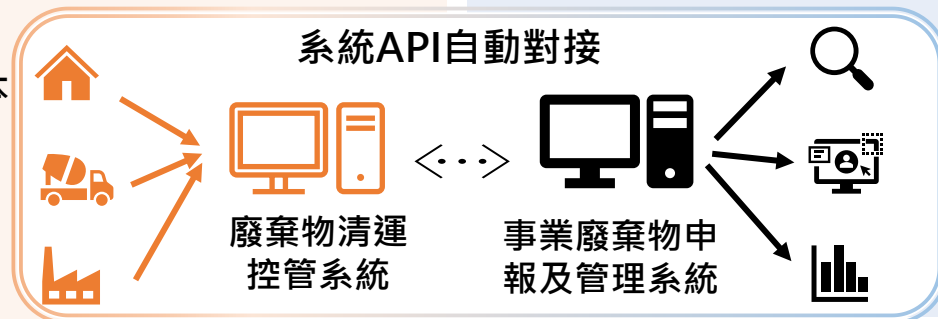 系統API自動對接
廢棄物清運
控管系統
事業廢棄物申
報及管理系統